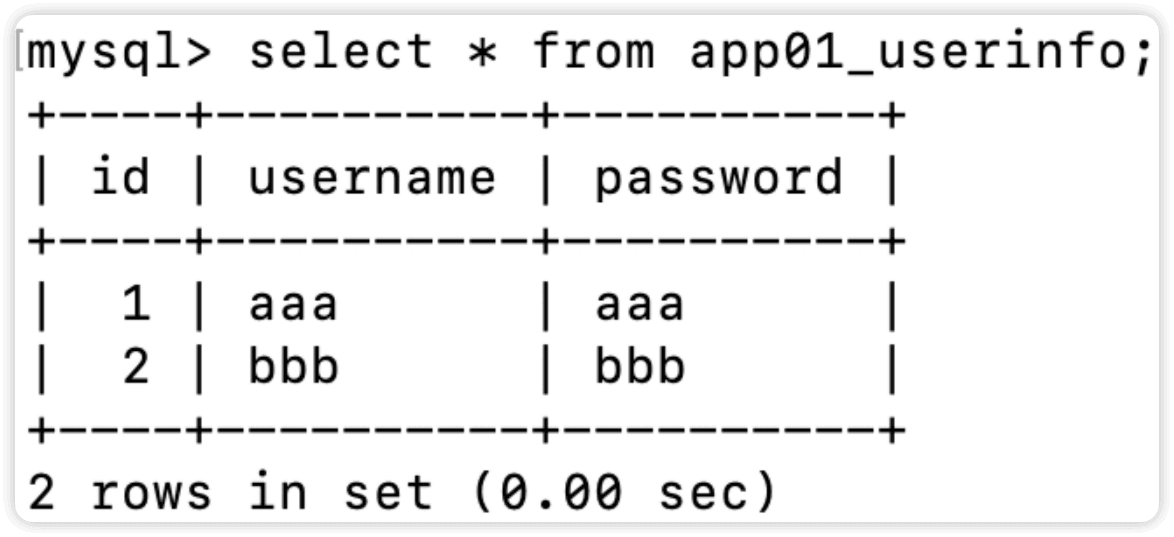 [mysql> select * from app01_userinfo;
+----+----------+----------+
| id | username | password |
+----+----------+----------+
|  1 | aaa      | aaa      |
|  2 | bbb      | bbb      |
+----+----------+----------+
2 rows in set (0.00 sec)